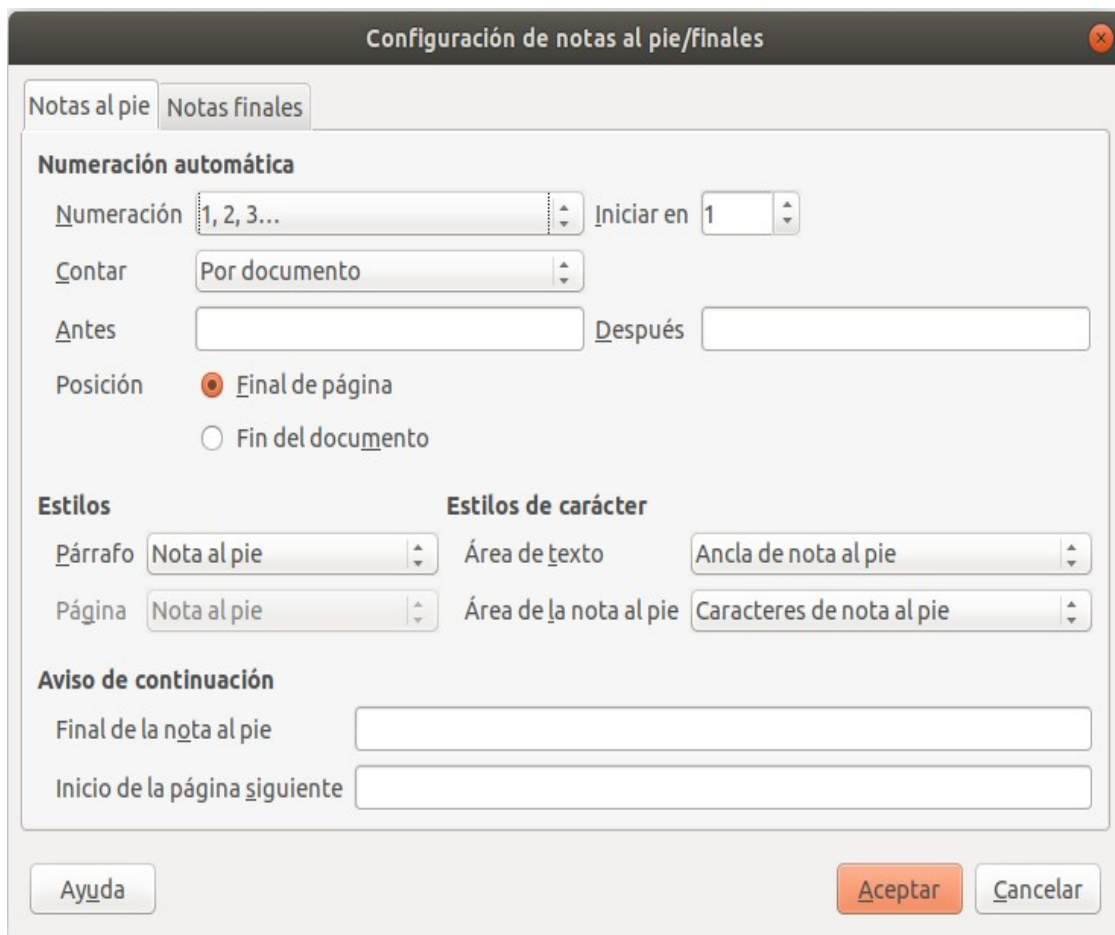 Configuración de notas al pie/finales
Notas al pie Notas finales
Numeración automática
Numeración 1, 2, 3... Iniciar en 1
Contar Por documento
Antes Después
Posición Final de página
Fin del documento
Estilos Estilos de carácter
Párrafo Nota al pie Área de texto Ancla de nota al pie
Página Nota al pie Área de la nota al pie Caracteres de nota al pie
Aviso de continuación
Final de la nota al pie
Inicio de la página siguiente
Ayuda Aceptar Cancelar